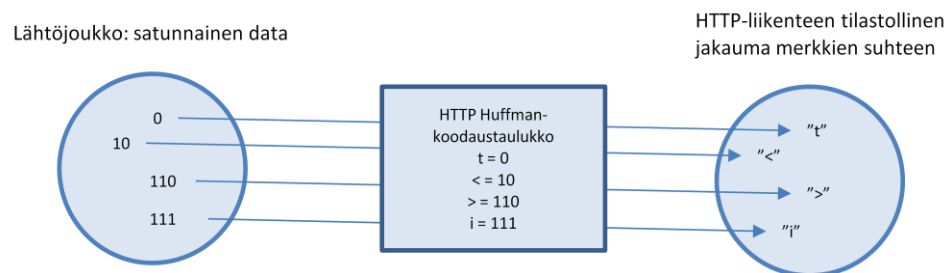 Lähtöjoukko: satunnainen data
HTTP-liikenteen tilastollinen
jakauma merkkien suhteen
0
10
110
111
HTTP Huffman-
koodaustaulukko
t = 0
< = 10
> = 110
i = 111
”t”
”<”
”>”
”i”